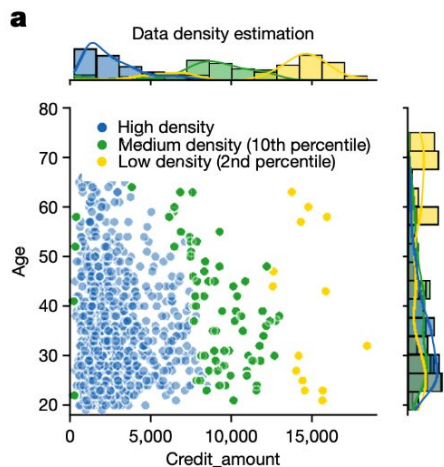 a
Data density estimation
80
High density
Medium density (10th percentile)
Low density (2nd percentile)
70
60
50
Age
40
30
20
0 5,000 10,000 15,000
Credit_amount